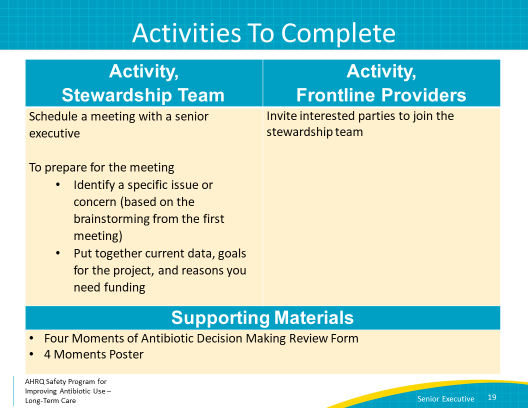 Activities To Complete
Activity,
Stewardship Team
Activity,
Frontline Providers
Schedule a meeting with a senior
executive
To prepare for the meeting
• Identify a specific issue or
concern (based on the
brainstorming from the first
meeting)
• Put together current data, goals
for the project, and reasons you
need funding
Invite interested parties to join the
stewardship team
Supporting Materials
• Four Moments of Antibiotic Decision Making Review Form
• 4 Moments Poster
AHRQ Safety Program for
Improving Antibiotic Use –
Long-Term Care
Senior Executive 19